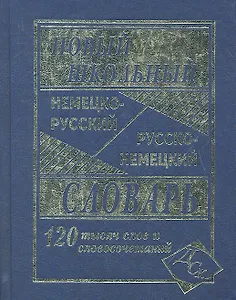 НОВЫЙ
ШКОЛЬНЫЙ
НЕМЕЦКО-
РУССКИЙ
РУССКО-
НЕМЕЦКИЙ
СЛОВАРЬ
120 тысяч слов и
словосочетаний